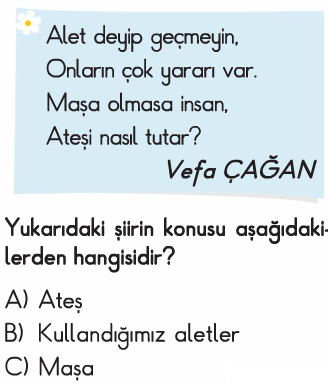 Alet deyip geçmeyin,
Onların çok yararı var.
Maşa olmasa insan,
Ateşi nasıl tutar?
Vefa ÇAĞAN
Yukarıdaki şiirin konusu aşağıdaki-
lerden hangisidir?
A) Ateş
B) Kullandığımız aletler
C) Maşa